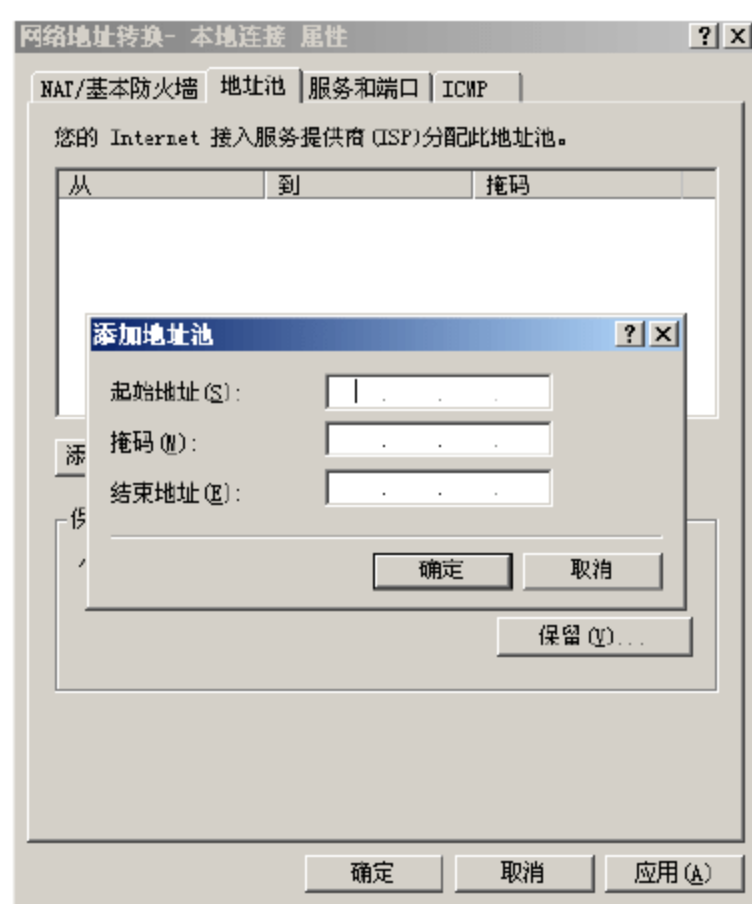 网络地址转换- 本地连接 属性
NAT/基本防火墙 地址池 服务和端口 ICMP
您的 Internet 接入服务提供商(ISP)分配此地址池。
从 到 掩码
添加地址池
起始地址(S):
掩码(M):
结束地址(E):
确定 取消
添
保留(V)...
确定 取消 应用(A)